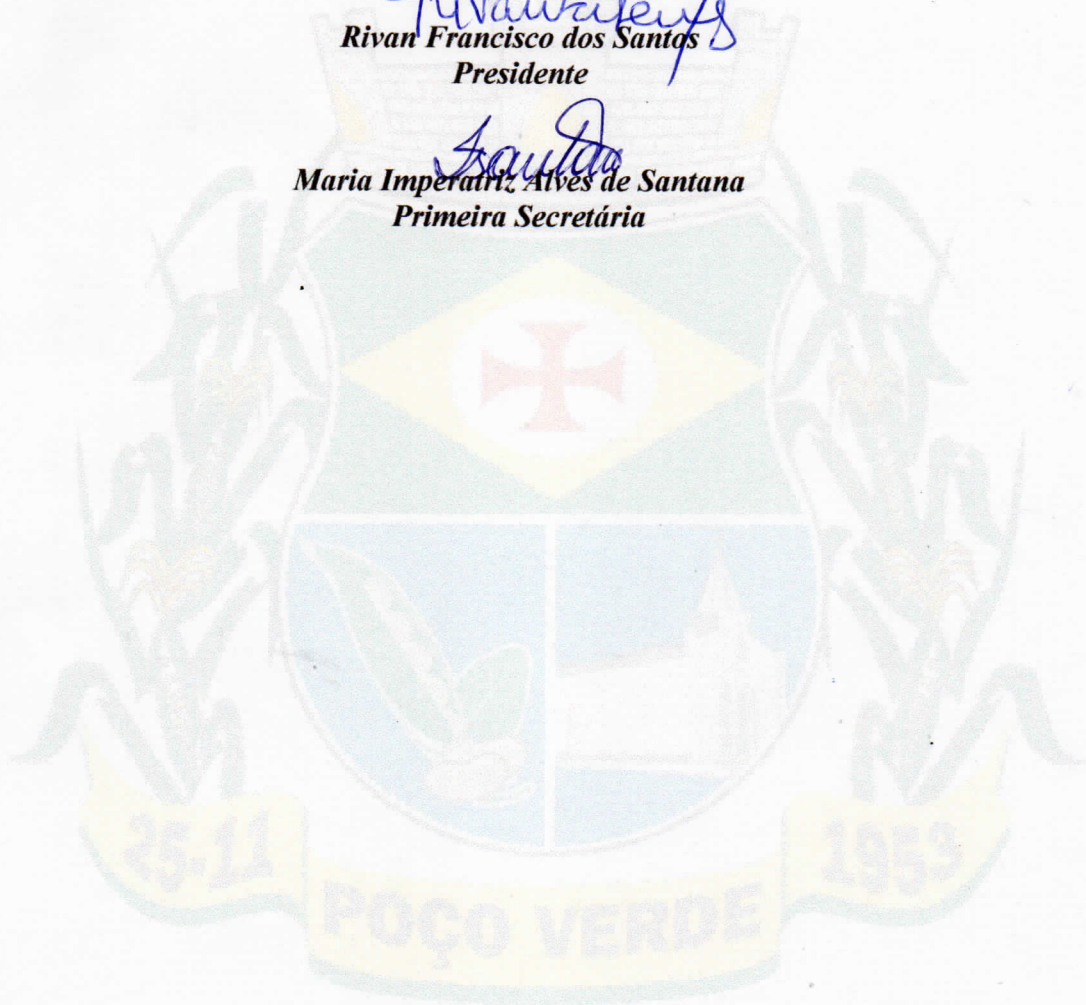 Rivan Francisco dos Santos
Presidente
Maria Imperatriz Alves de Santana
Primeira Secretária
25-11
1953
POÇO VERDE